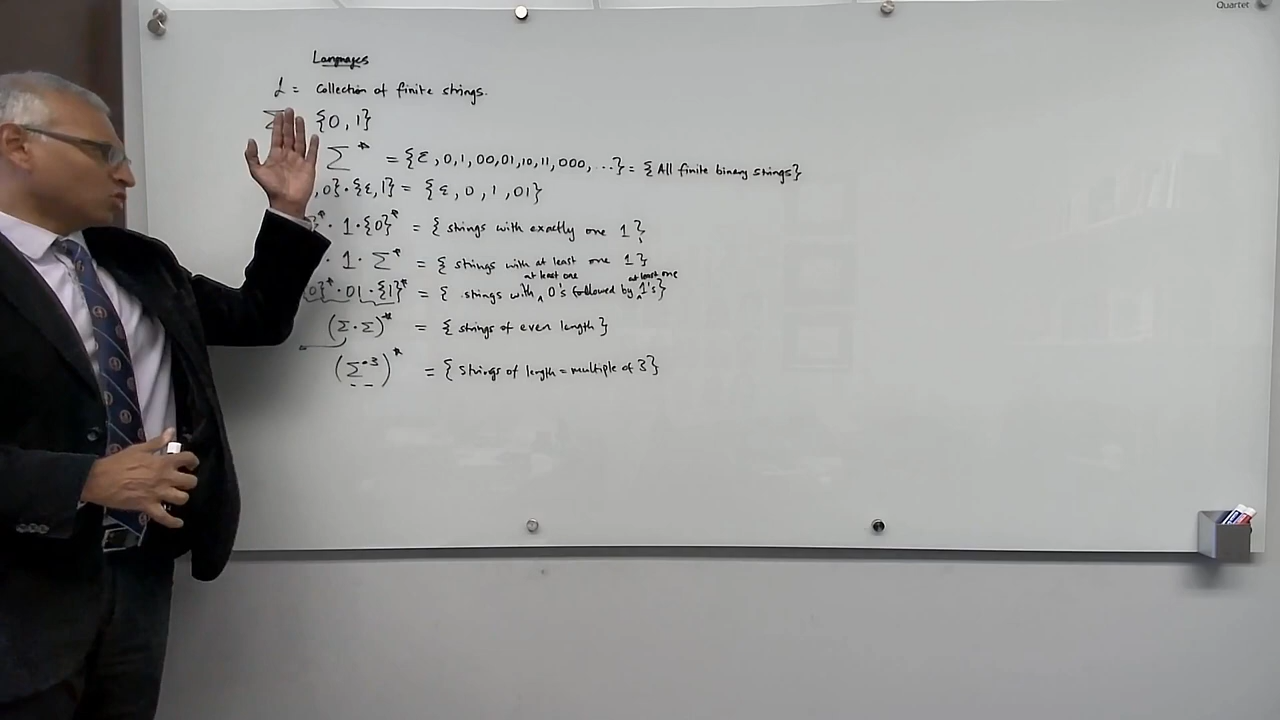 Quartet
Languages
L = Collection of finite strings.
Σ {0, 1}
Σ* = {ε, 0, 1, 00, 01, 10, 11, 000, ...} = {All finite binary strings}
, 0} · {ε, 1} = {ε, 0, 1, 01}
}* · 1 · {0}* = {strings with exactly one 1}
· 1 · Σ* = {strings with at least one 1}
at least one at least one
0}* · 01 · {1}* = {strings with 0's followed by 1's}
(Σ · Σ)* = {strings of even length}
(Σ·3)* = {Strings of length = multiple of 3}